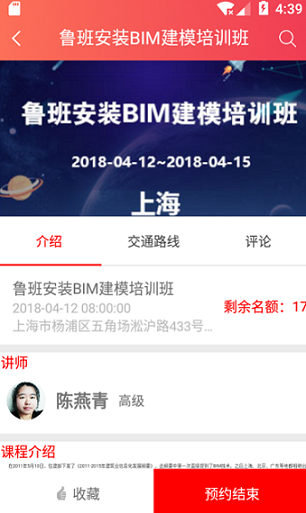 4:39
鲁班安装BIM建模培训班
鲁班安装BIM建模培训班
2018-04-12~2018-04-15
上海
介绍 交通路线 评论
鲁班安装BIM建模培训班
2018-04-12 08:00:00
剩余名额：17
上海市杨浦区五角场淞沪路433号...
讲师
陈燕青 高级
课程介绍
收藏 预约结束